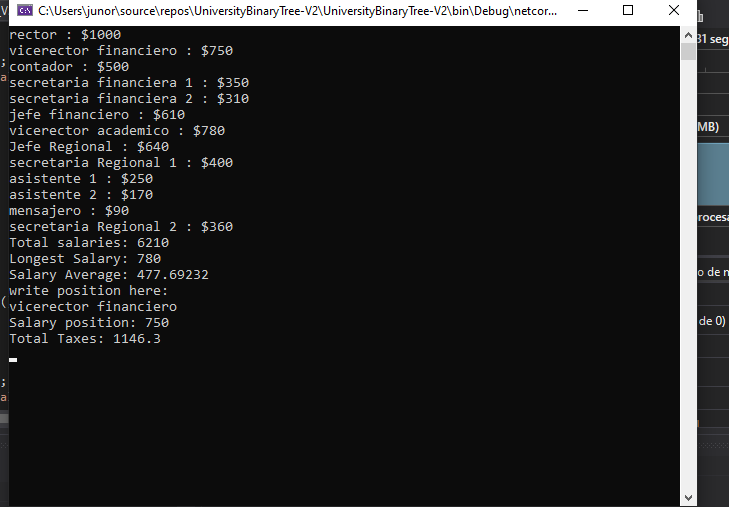 C:\Users\junor\source\repos\UniversityBinaryTree-V2\UniversityBinaryTree-V2\bin\Debug\netcor...
rector : $1000
vicerector financiero : $750
contador : $500
secretaria financiera 1 : $350
secretaria financiera 2 : $310
jefe financiero : $610
vicerector academico : $780
Jefe Regional : $640
secretaria Regional 1 : $400
asistente 1 : $250
asistente 2 : $170
mensajero : $90
secretaria Regional 2 : $360
Total salaries: 6210
Longest Salary: 780
Salary Average: 477.69232
write position here:
vicerector financiero
Salary position: 750
Total Taxes: 1146.3
31 seg
MB)
de 0)